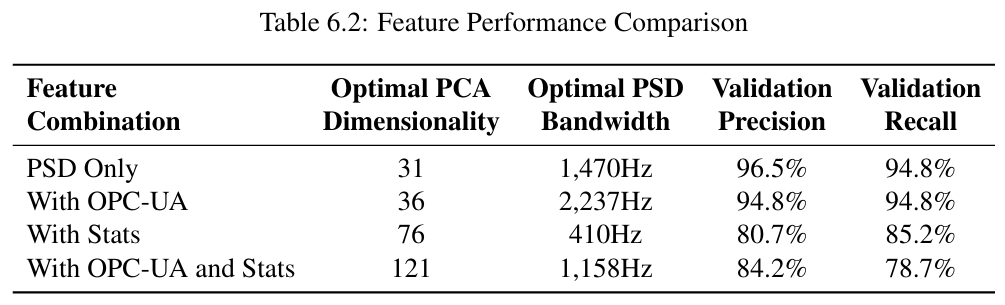 Table 6.2: Feature Performance Comparison
Feature Combination Optimal PCA Dimensionality Optimal PSD Bandwidth Validation Precision Validation Recall
PSD Only 31 1,470Hz 96.5% 94.8%
With OPC-UA 36 2,237Hz 94.8% 94.8%
With Stats 76 410Hz 80.7% 85.2%
With OPC-UA and Stats 121 1,158Hz 84.2% 78.7%